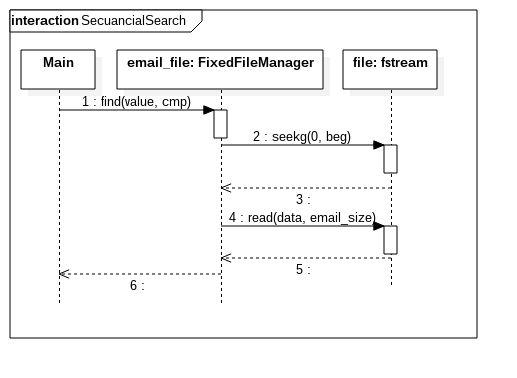 interaction SecuancialSearch
Main
email_file: FixedFileManager
file: fstream
1 : find(value, cmp)
2 : seekg(0, beg)
3 :
4 : read(data, email_size)
5 :
6 :